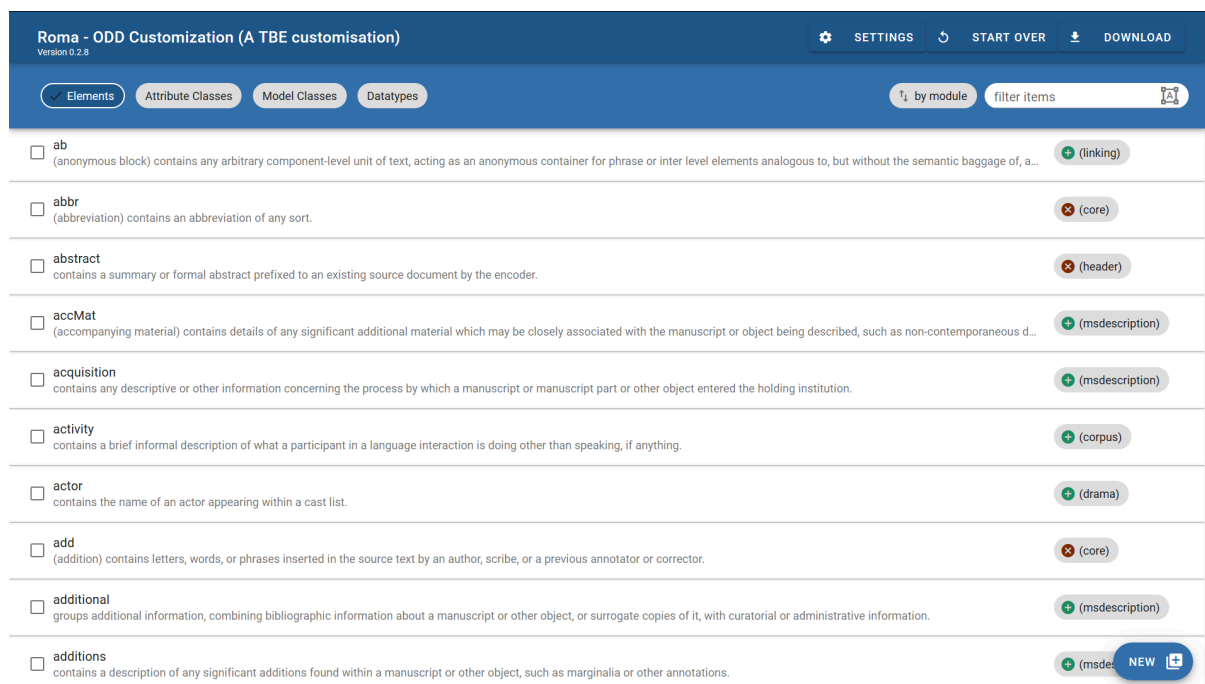 Roma - ODD Customization (A TBE customisation)
Version 0.2.8
SETTINGS
START OVER
DOWNLOAD
Elements
Attribute Classes
Model Classes
Datatypes
by module
filter items
ab
(anonymous block) contains any arbitrary component-level unit of text, acting as an anonymous container for phrase or inter level elements analogous to, but without the semantic baggage of, a...
(linking)
abbr
(abbreviation) contains an abbreviation of any sort.
(core)
abstract
contains a summary or formal abstract prefixed to an existing source document by the encoder.
(header)
accMat
(accompanying material) contains details of any significant additional material which may be closely associated with the manuscript or object being described, such as non-contemporaneous d...
(msdescription)
acquisition
contains any descriptive or other information concerning the process by which a manuscript or manuscript part or other object entered the holding institution.
(msdescription)
activity
contains a brief informal description of what a participant in a language interaction is doing other than speaking, if anything.
(corpus)
actor
contains the name of an actor appearing within a cast list.
(drama)
add
(addition) contains letters, words, or phrases inserted in the source text by an author, scribe, or a previous annotator or corrector.
(core)
additional
groups additional information, combining bibliographic information about a manuscript or other object, or surrogate copies of it, with curatorial or administrative information.
(msdescription)
additions
contains a description of any significant additions found within a manuscript or other object, such as marginalia or other annotations.
(msdes
NEW